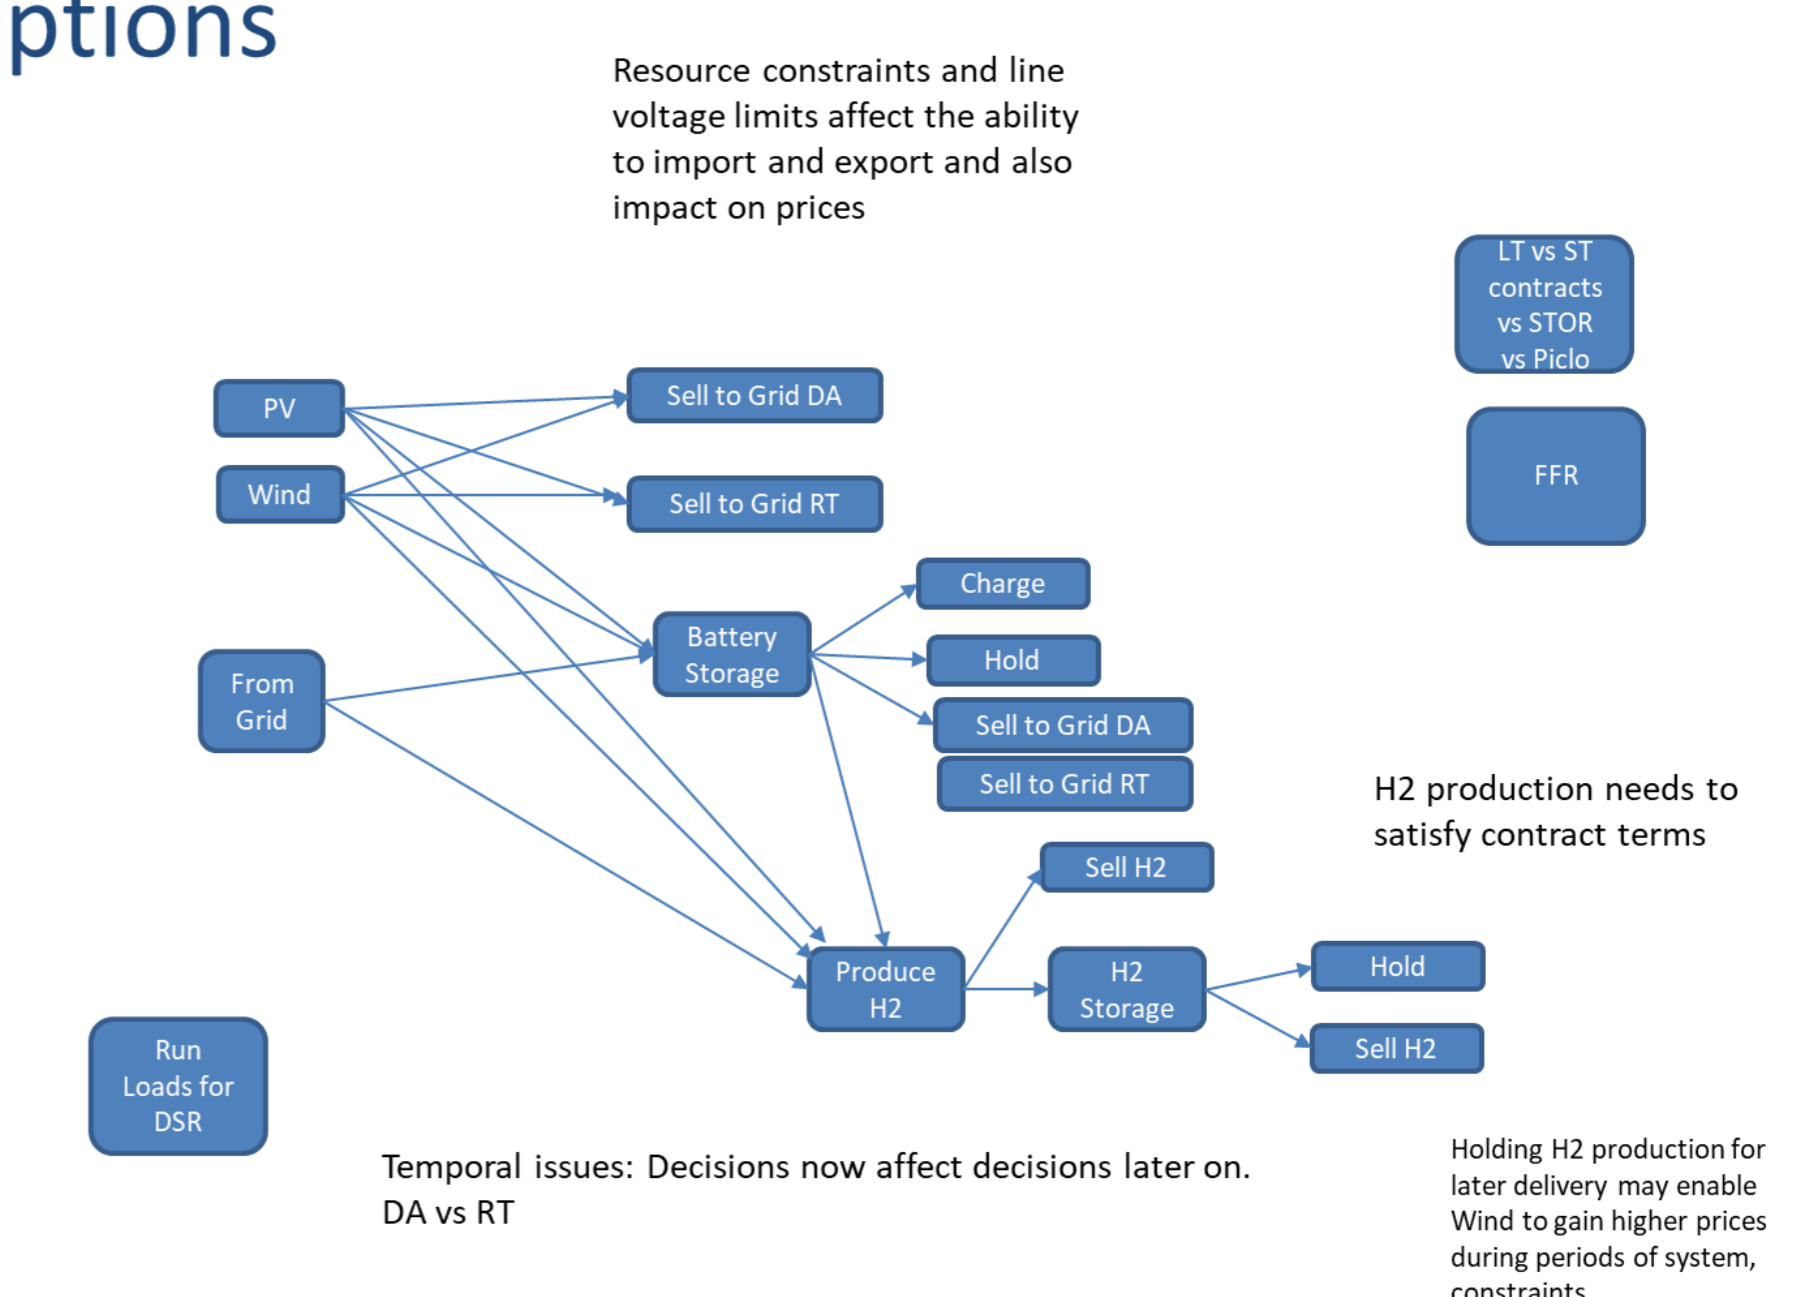 ptions
Resource constraints and line
voltage limits affect the ability
to import and export and also
impact on prices
LT vs ST
contracts
vs STOR
vs Piclo
PV
Sell to Grid DA
Wind
Sell to Grid RT
FFR
Charge
Battery
Storage
Hold
From
Grid
Sell to Grid DA
Sell to Grid RT
H2 production needs to
satisfy contract terms
Sell H2
Produce
H2
H2
Storage
Hold
Sell H2
Run
Loads for
DSR
Temporal issues: Decisions now affect decisions later on.
DA vs RT
Holding H2 production for
later delivery may enable
Wind to gain higher prices
during periods of system,
constraints